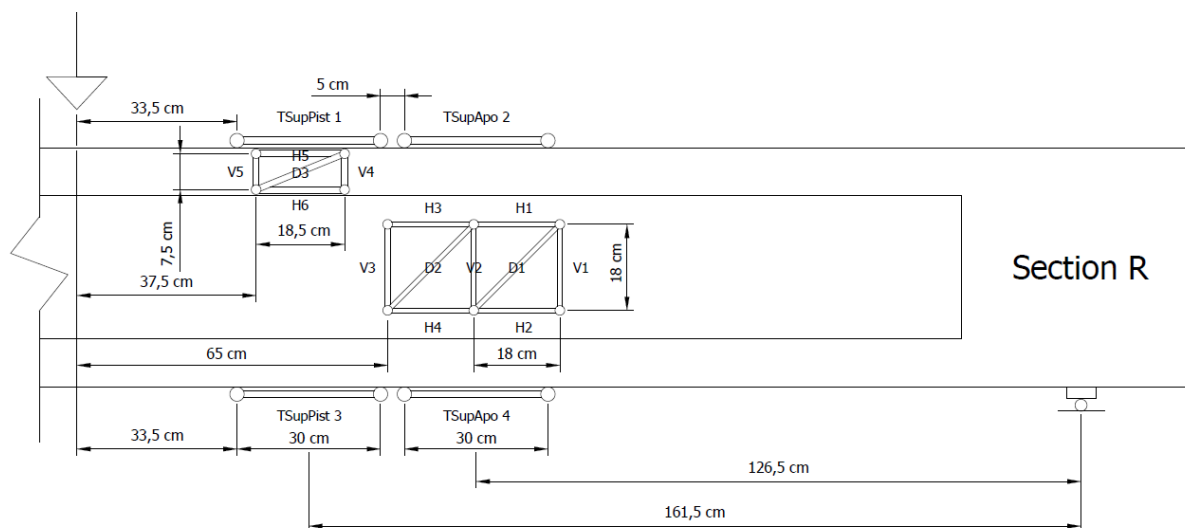 5 cm
33,5 cm
TSupPist 1
TSupApo 2
H5
V5
D3
V4
H6
7,5 cm
18,5 cm
H3
H1
37,5 cm
V3
D2
V2
D1
V1
18 cm
Section R
H4
H2
65 cm
18 cm
TSupPist 3
TSupApo 4
33,5 cm
30 cm
30 cm
126,5 cm
161,5 cm